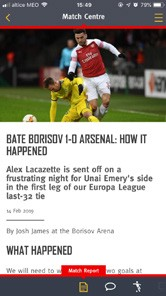 altice MEO
15:49
79%
Match Centre
BATE BORISOV 1-0 ARSENAL: HOW IT
HAPPENED
Alex Lacazette is sent off on a
frustrating night for Unai Emery's side
in the first leg of our Europa League
last-32 tie
14 Feb 2019
By Josh James at the Borisov Arena
WHAT HAPPENED
We will need to
two goals at
Match Report